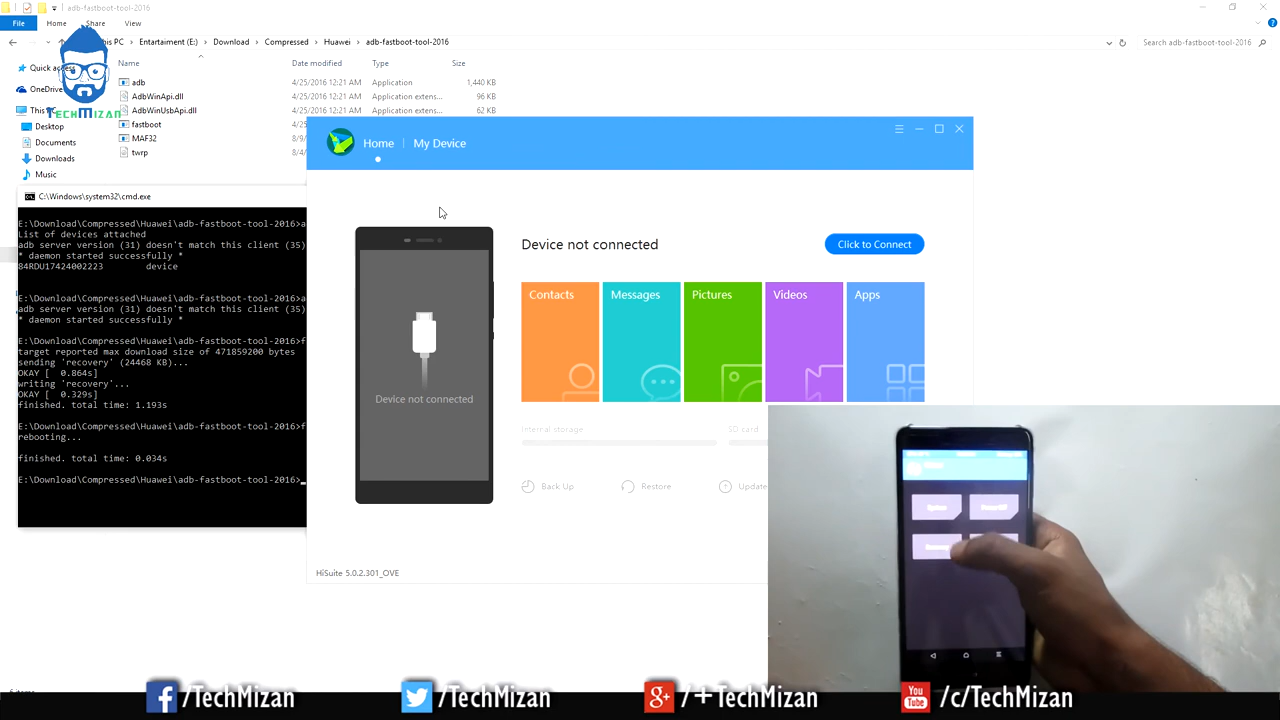 adb-fastboot-tool-2016
File Home Share View
This PC Entartaiment (E:) Download Compressed Huawei adb-fastboot-tool-2016
Search adb-fastboot-tool-2016
Date modified Type Size
Quick access
OneDrive
This PC
Desktop
Documents
Downloads
Music
TECHMIZAN
adb 4/25/2016 12:21 AM Application 1,440 KB
AdbWinApi.dll 4/25/2016 12:21 AM Application extens... 96 KB
AdbWinUsbApi.dll 4/25/2016 12:21 AM Application extens... 62 KB
fastboot 4/25/2016 12:21 AM
MAF32
twrp
C:\Windows\system32\cmd.exe
E:\Download\Compressed\Huawei\adb-fastboot-tool-2016>a
List of devices attached
adb server version (31) doesn't match this client (35)
* daemon started successfully *
84RDU17424002223 device
E:\Download\Compressed\Huawei\adb-fastboot-tool-2016>a
adb server version (31) doesn't match this client (35)
* daemon started successfully *
E:\Download\Compressed\Huawei\adb-fastboot-tool-2016>f
target reported max download size of 471859200 bytes
sending 'recovery' (24468 KB)...
OKAY [ 0.864s]
writing 'recovery'...
OKAY [ 0.329s]
finished. total time: 1.193s
E:\Download\Compressed\Huawei\adb-fastboot-tool-2016>f
rebooting...
finished. total time: 0.034s
E:\Download\Compressed\Huawei\adb-fastboot-tool-2016>_
Home | My Device
Device not connected
Click to Connect
Contacts Messages Pictures Videos Apps
Device not connected
Internal storage SD card
Back Up Restore Update
HiSuite 5.0.2.301_OVE
/TechMizan /TechMizan /+TechMizan You Tube /c/TechMizan